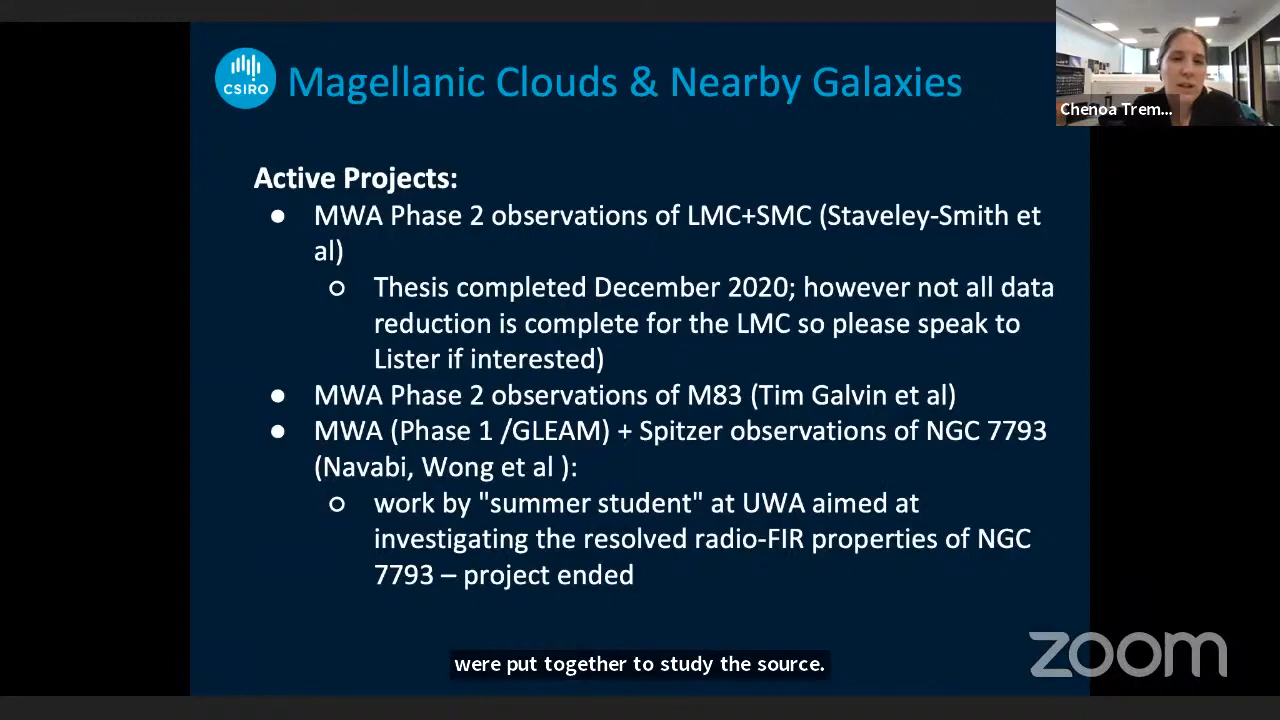 CSIRO
Magellanic Clouds & Nearby Galaxies
Chenoa Trem...
Active Projects:
● MWA Phase 2 observations of LMC+SMC (Staveley-Smith et
al)
○ Thesis completed December 2020; however not all data
reduction is complete for the LMC so please speak to
Lister if interested)
● MWA Phase 2 observations of M83 (Tim Galvin et al)
● MWA (Phase 1 /GLEAM) + Spitzer observations of NGC 7793
(Navabi, Wong et al ):
○ work by "summer student" at UWA aimed at
investigating the resolved radio-FIR properties of NGC
7793 – project ended
were put together to study the source.
zoom